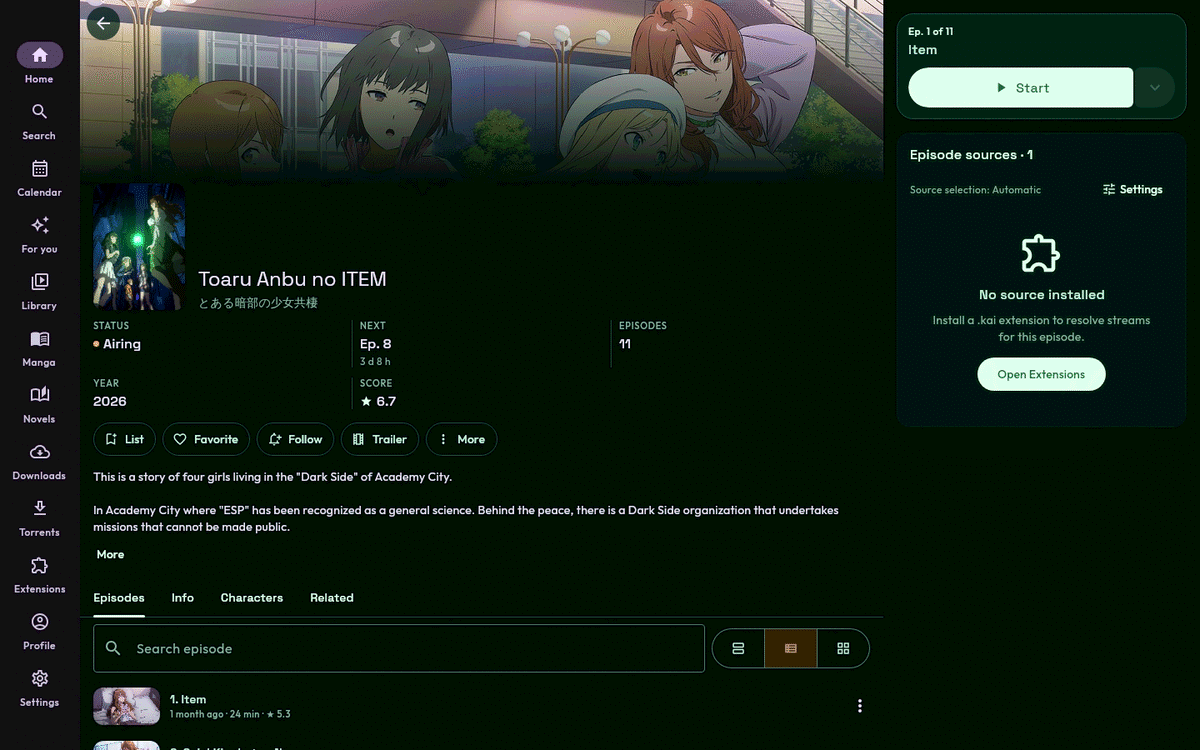 Home
Search
Calendar
For you
Library
Manga
Novels
Downloads
Torrents
Extensions
Profile
Settings
Toaru Anbu no ITEM
とある暗部の少女共棲
STATUS
Airing
NEXT
Ep. 8
3 d 8 h
EPISODES
11
YEAR
2026
SCORE
★ 6.7
List
Favorite
Follow
Trailer
More
This is a story of four girls living in the "Dark Side" of Academy City.
In Academy City where "ESP" has been recognized as a general science. Behind the peace, there is a Dark Side organization that undertakes
missions that cannot be made public.
More
Episodes
Info
Characters
Related
Search episode
1. Item
1 month ago · 24 min · ★ 5.3
Ep. 1 of 11
Item
Start
Episode sources · 1
Source selection: Automatic
Settings
No source installed
Install a .kai extension to resolve streams
for this episode.
Open Extensions